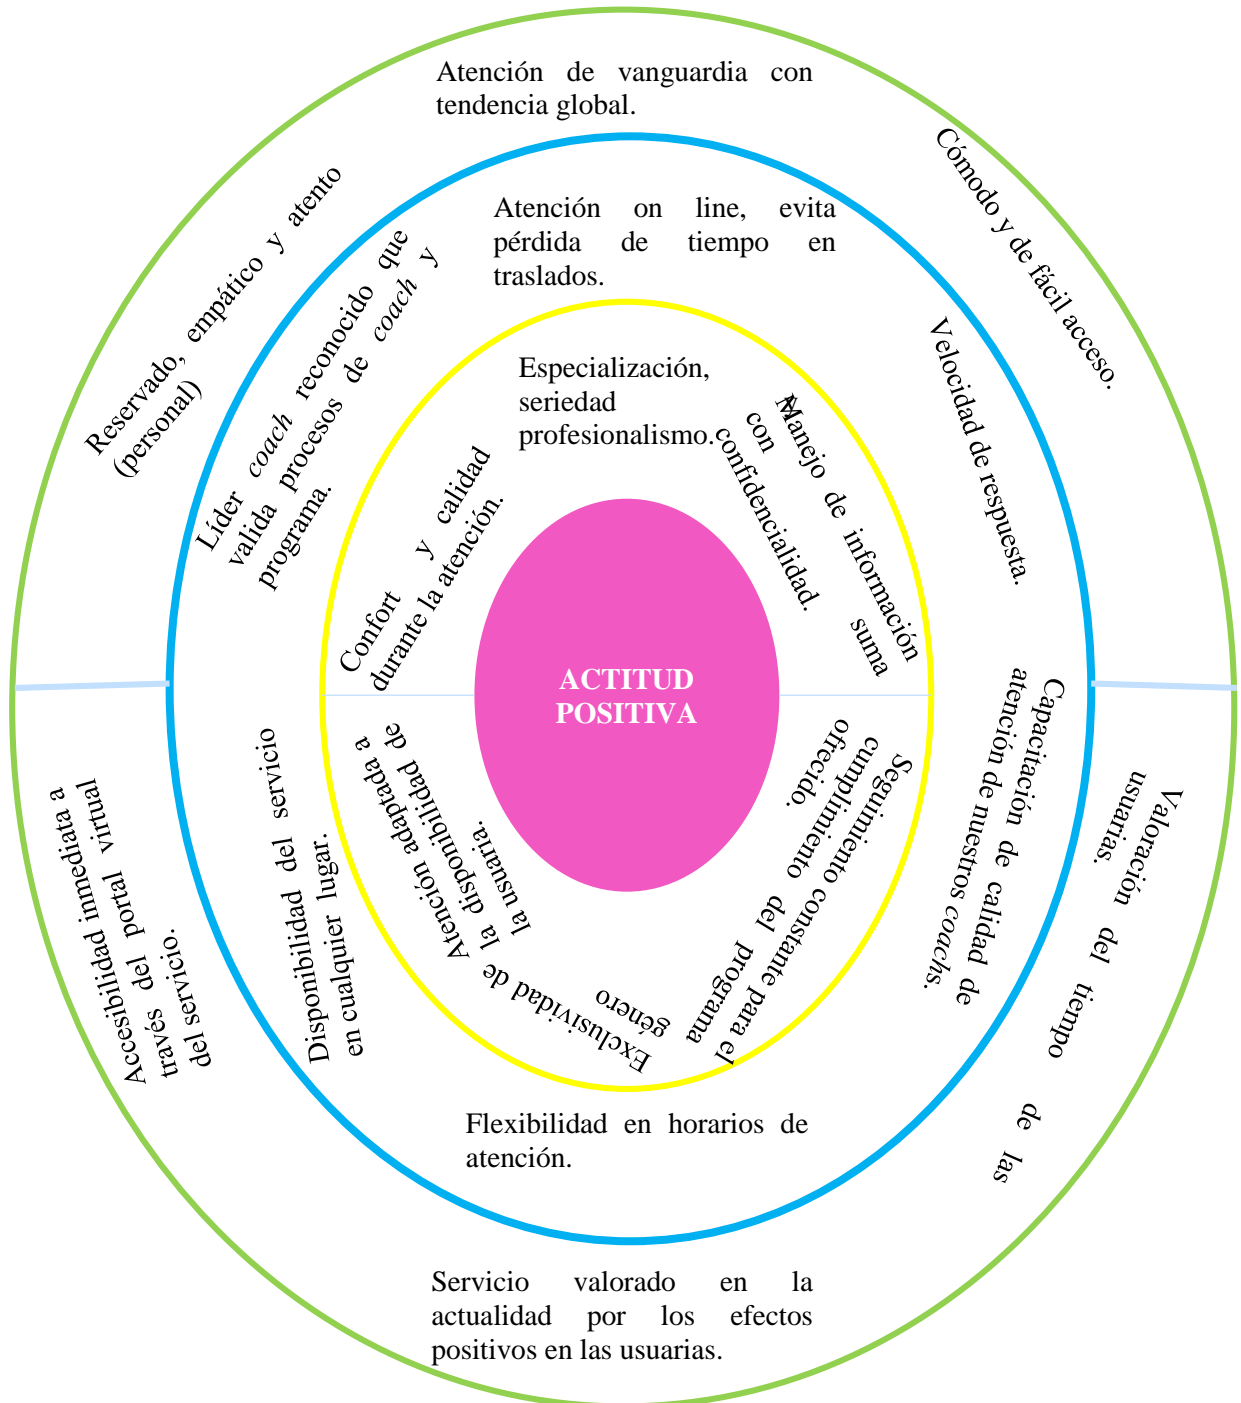 Atención de vanguardia con
tendencia global.
Reservado, empático y atento
(personal)
Cómodo y de fácil acceso.
Atención on line, evita
pérdida de tiempo en
traslados.
Líder coach reconocido que
valida procesos de coach y
programa.
Velocidad de respuesta.
Especialización,
seriedad
profesionalismo.
Confort y calidad
durante la atención.
Manejo de información
con suma
confidencialidad.
ACTITUD
POSITIVA
Atención adaptada a
la disponibilidad de
la usuaria.
Seguimiento constante para el
cumplimiento del programa
ofrecido.
Exclusividad de
género
Disponibilidad del servicio
en cualquier lugar.
Capacitación de calidad de
atención de nuestros coachs.
Flexibilidad en horarios de
atención.
Accesibilidad inmediata a
través del portal virtual
del servicio.
Valoración del tiempo de las
usuarias.
Servicio valorado en la
actualidad por los efectos
positivos en las usuarias.